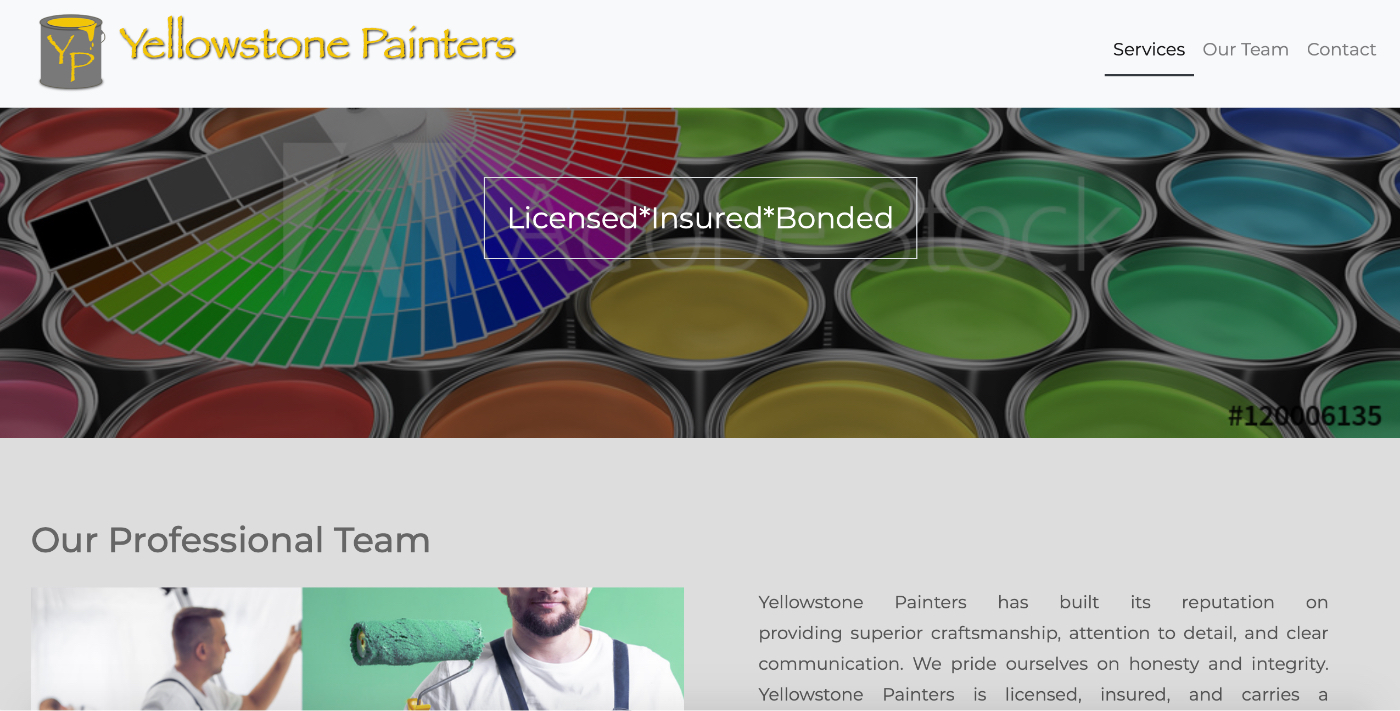 YP
Yellowstone Painters
Services Our Team Contact
Licensed*Insured*Bonded
Adobe Stock
#120006135
Our Professional Team
Yellowstone Painters has built its reputation on
providing superior craftsmanship, attention to detail, and clear
communication. We pride ourselves on honesty and integrity.
Yellowstone Painters is licensed, insured, and carries a